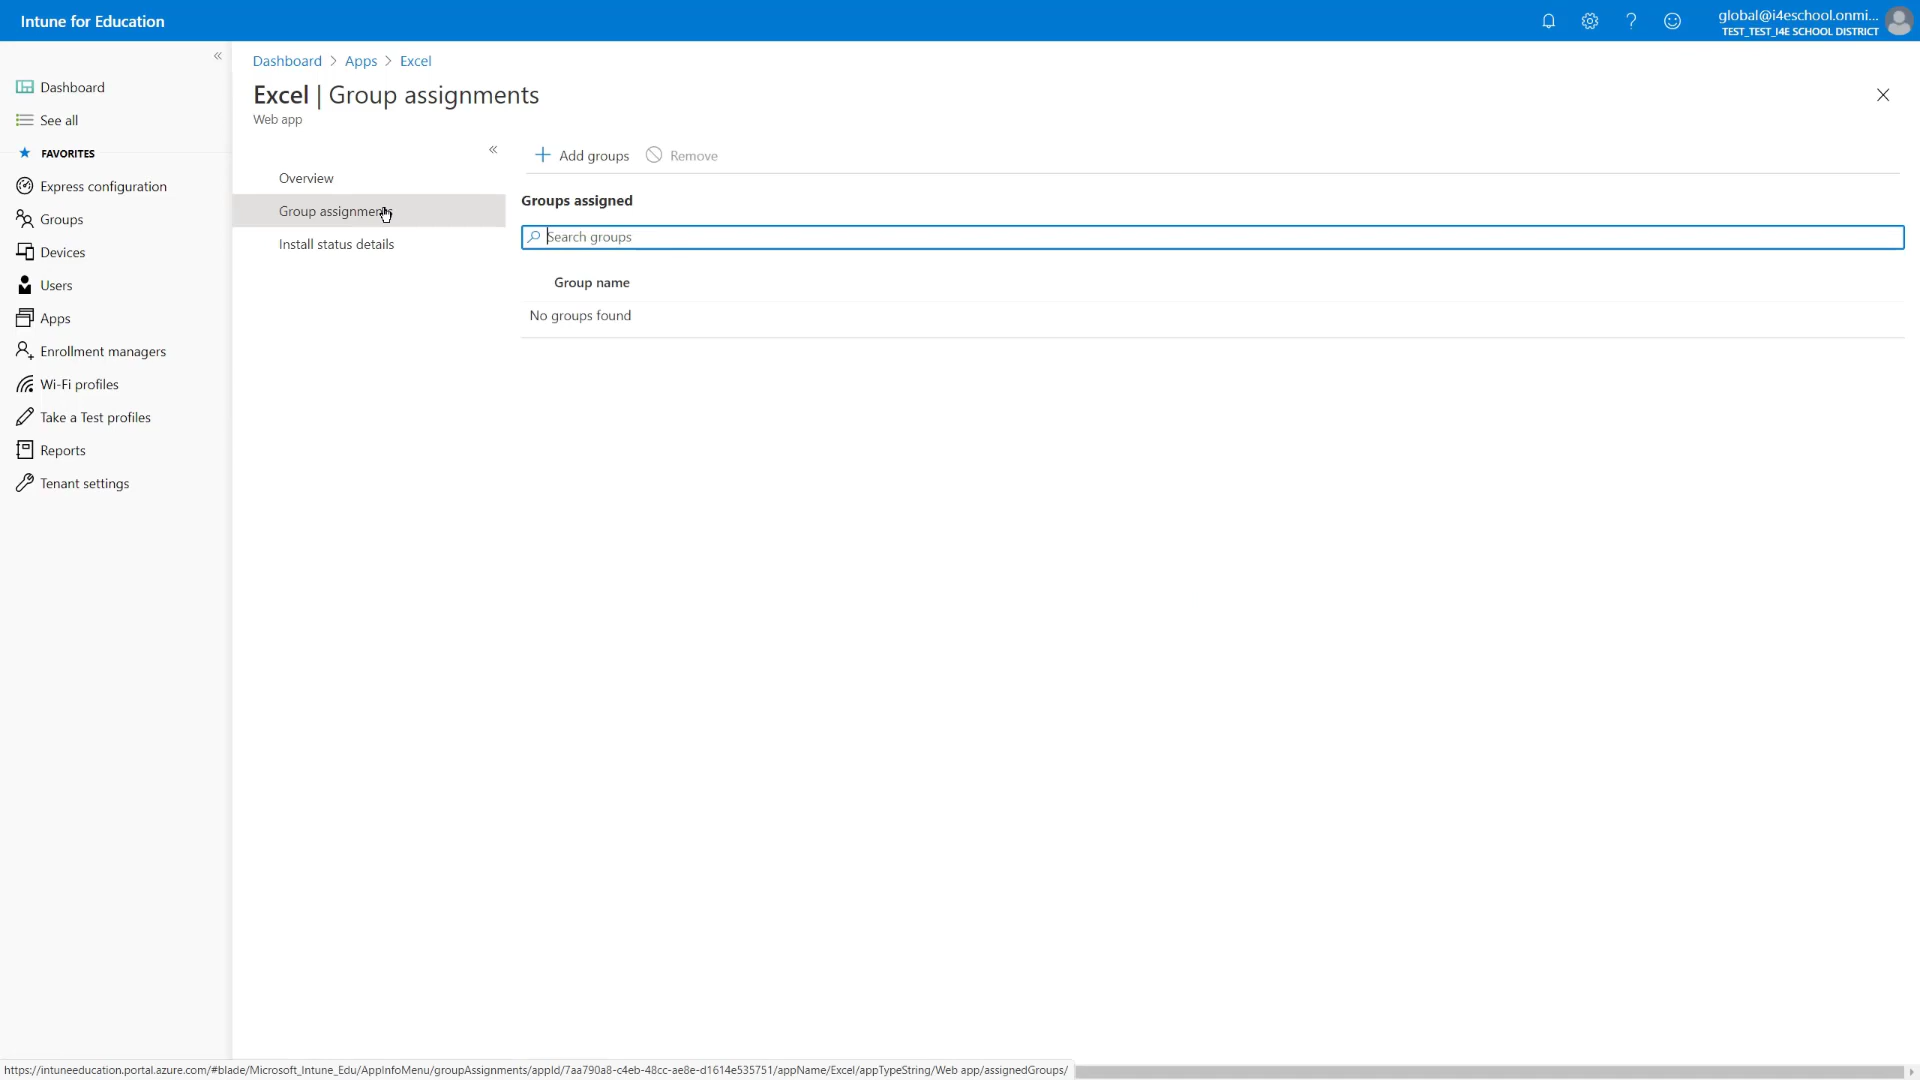 Intune for Education
global@i4eschool.onmi...
TEST_TEST_I4E SCHOOL DISTRICT
Dashboard
See all
FAVORITES
Express configuration
Groups
Devices
Users
Apps
Enrollment managers
Wi-Fi profiles
Take a Test profiles
Reports
Tenant settings
Dashboard > Apps > Excel
Excel | Group assignments
Web app
Overview
Group assignments
Install status details
Add groups
Remove
Groups assigned
Search groups
Group name
No groups found
https://intuneeducation.portal.azure.com/#blade/Microsoft_Intune_Edu/AppInfoMenu/groupAssignments/appId/7aa790a8-c4eb-48cc-ae8e-d1614e535751/appName/Excel/appTypeString/Web app/assignedGroups/